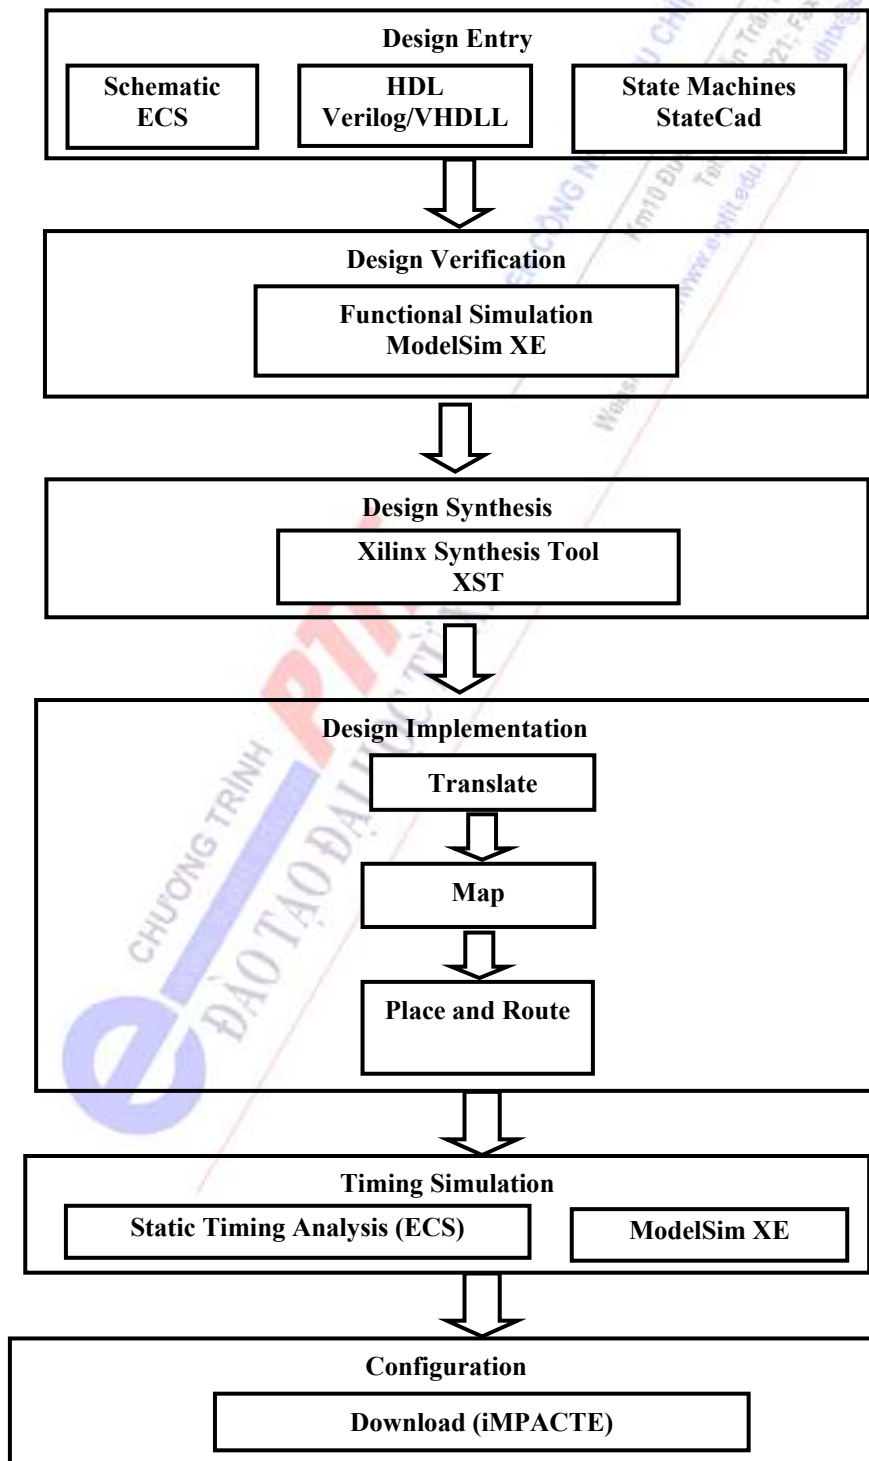 Design Entry
Schematic
ECS
HDL
Verilog/VHDLL
State Machines
StateCad
Design Verification
Functional Simulation
ModelSim XE
Design Synthesis
Xilinx Synthesis Tool
XST
Design Implementation
Translate
Map
Place and Route
Timing Simulation
Static Timing Analysis (ECS)
ModelSim XE
Configuration
Download (iMPACTE)
CHƯƠNG TRÌNH
ĐÀO TẠO ĐẠI HỌC